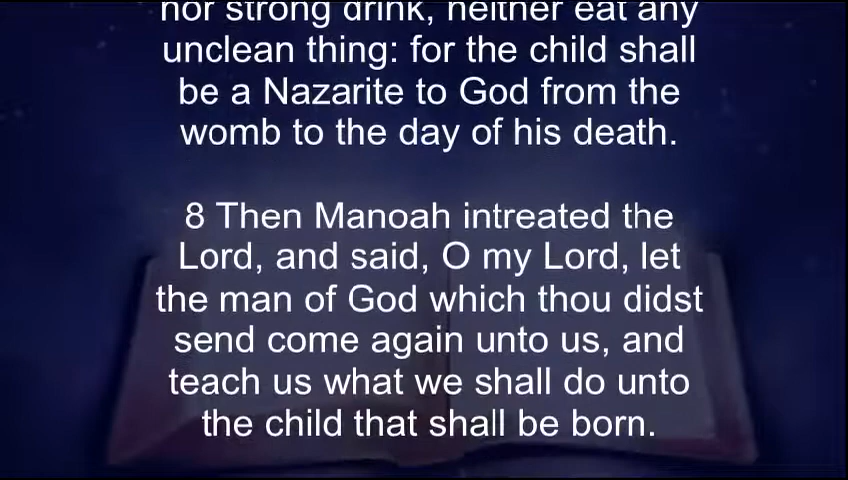 nor strong drink, neither eat any
unclean thing: for the child shall
be a Nazarite to God from the
womb to the day of his death.
8 Then Manoah intreated the
Lord, and said, O my Lord, let
the man of God which thou didst
send come again unto us, and
teach us what we shall do unto
the child that shall be born.